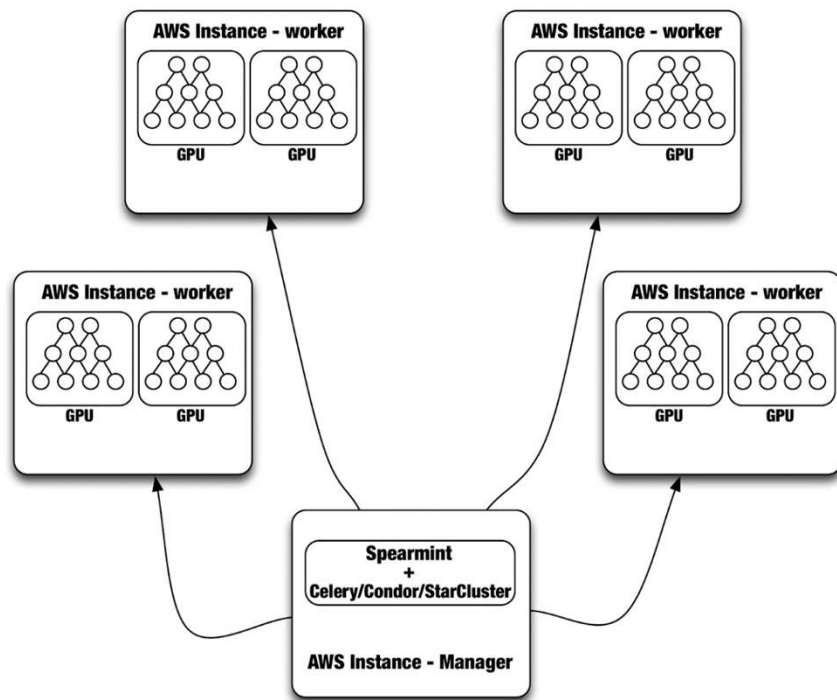 AWS Instance - worker
GPU
GPU
AWS Instance - worker
GPU
GPU
AWS Instance - worker
GPU
GPU
AWS Instance - worker
GPU
GPU
Spearmint
+
Celery/Condor/StarCluster
AWS Instance - Manager